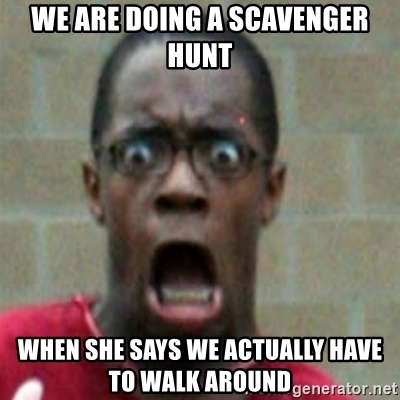 WE ARE DOING A SCAVENGER
HUNT
WHEN SHE SAYS WE ACTUALLY HAVE
TO WALK AROUND
generator.net